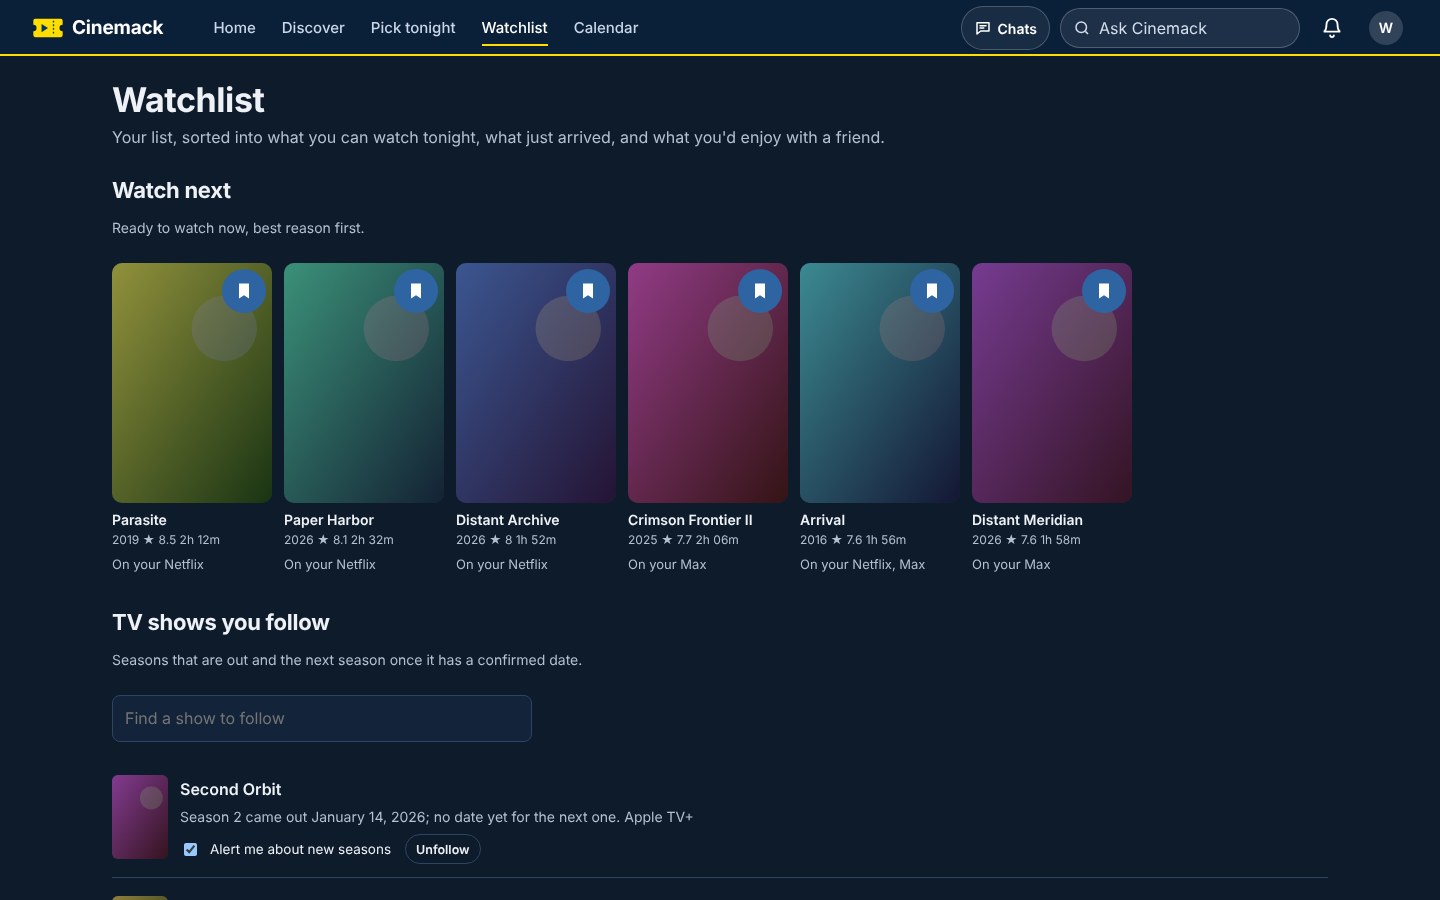 Cinemack
Home
Discover
Pick tonight
Watchlist
Calendar
Chats
Ask Cinemack
W
Watchlist
Your list, sorted into what you can watch tonight, what just arrived, and what you'd enjoy with a friend.
Watch next
Ready to watch now, best reason first.
Parasite
2019 ★ 8.5 2h 12m
On your Netflix
Paper Harbor
2026 ★ 8.1 2h 32m
On your Netflix
Distant Archive
2026 ★ 8 1h 52m
On your Netflix
Crimson Frontier II
2025 ★ 7.7 2h 06m
On your Max
Arrival
2016 ★ 7.6 1h 56m
On your Netflix, Max
Distant Meridian
2026 ★ 7.6 1h 58m
On your Max
TV shows you follow
Seasons that are out and the next season once it has a confirmed date.
Find a show to follow
Second Orbit
Season 2 came out January 14, 2026; no date yet for the next one. Apple TV+
Alert me about new seasons
Unfollow